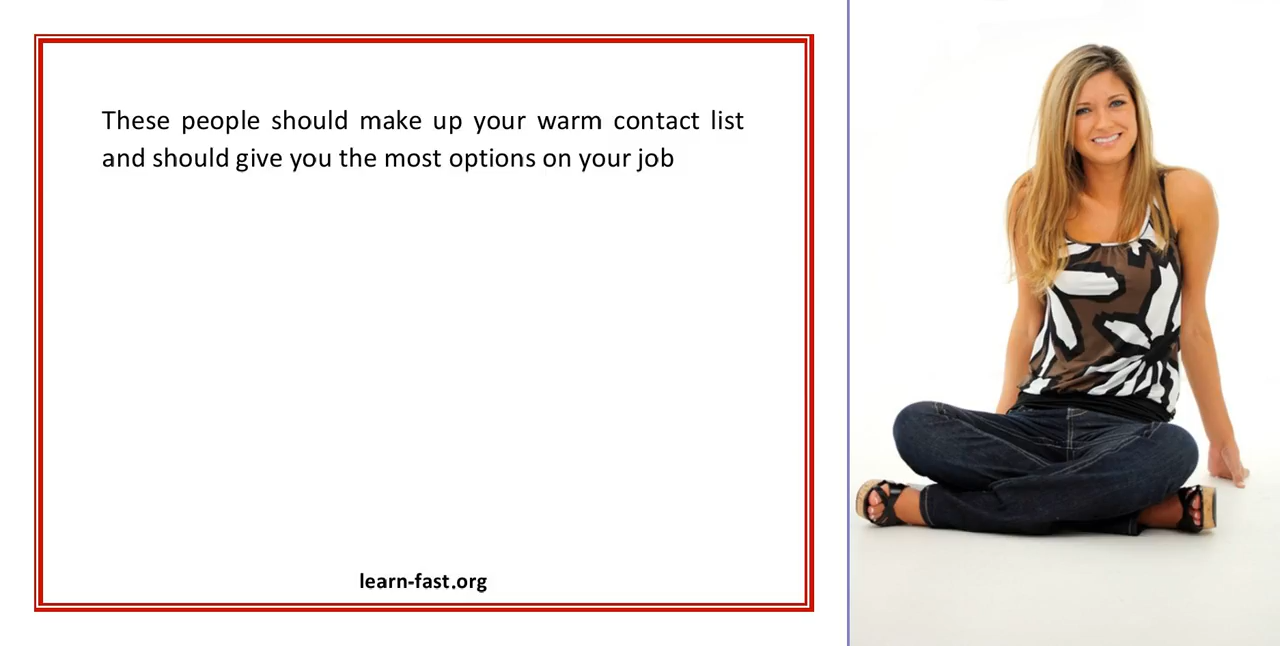 These people should make up your warm contact list
and should give you the most options on your job
learn-fast.org